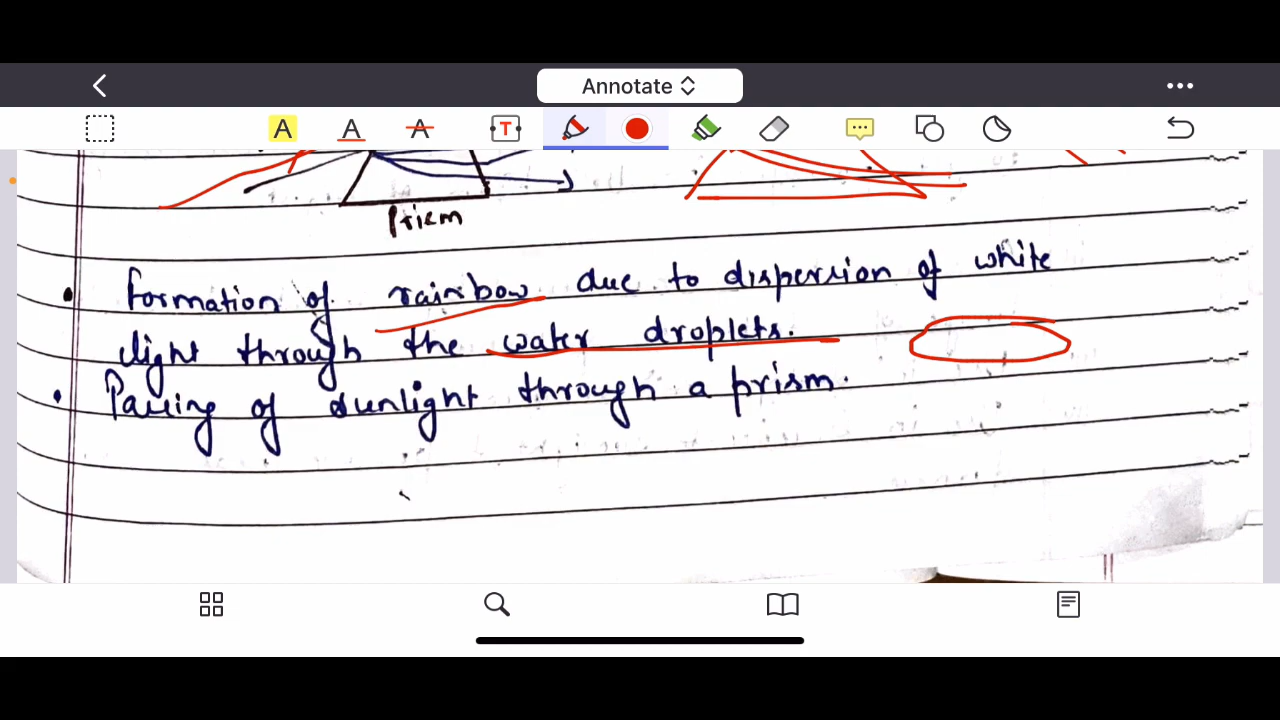 Annotate
A A A T
Prism
• Formation of rainbow due to dispersion of white
light through the water droplets.
• Passing of sunlight through a prism.